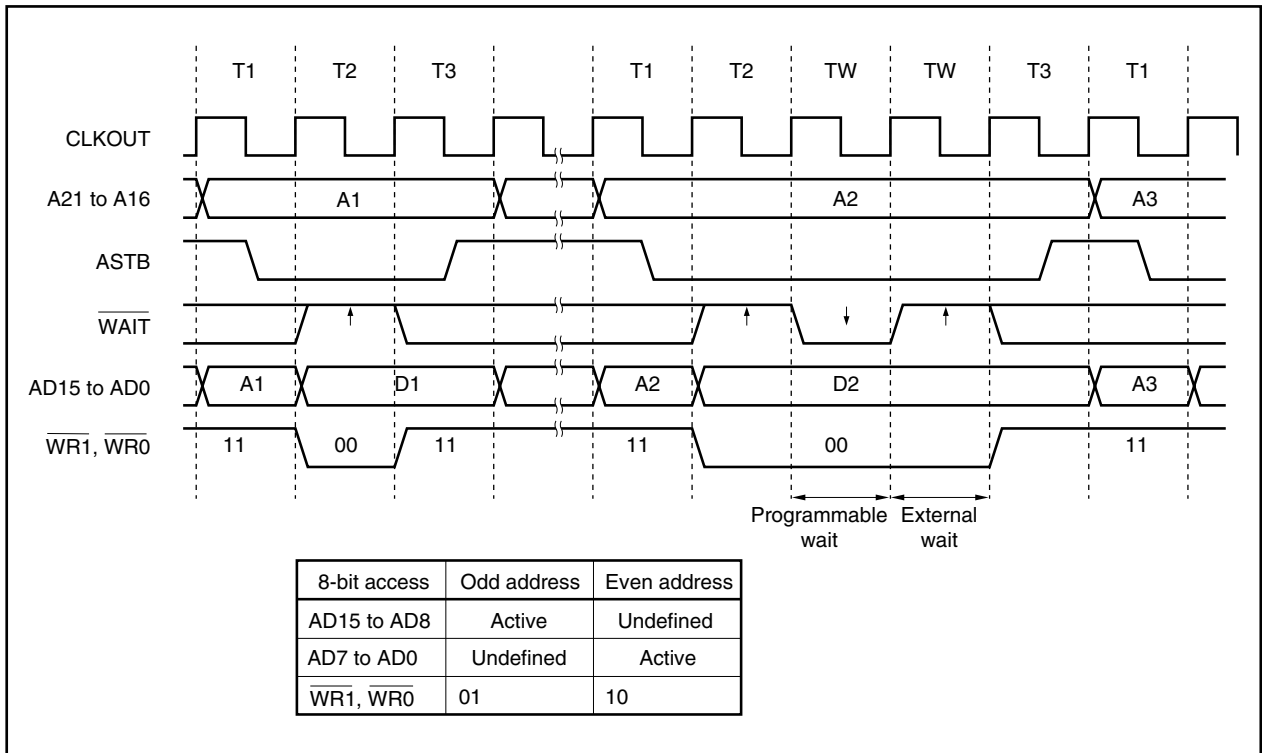 T1 T2 T3 T1 T2 TW TW T3 T1
CLKOUT
A21 to A16 A1 A2 A3
ASTB
WAIT
AD15 to AD0 A1 D1 A2 D2 A3
WR1, WR0 11 00 11 11 00 11
Programmable wait
External wait
8-bit access Odd address Even address
AD15 to AD8 Active Undefined
AD7 to AD0 Undefined Active
WR1, WR0 01 10